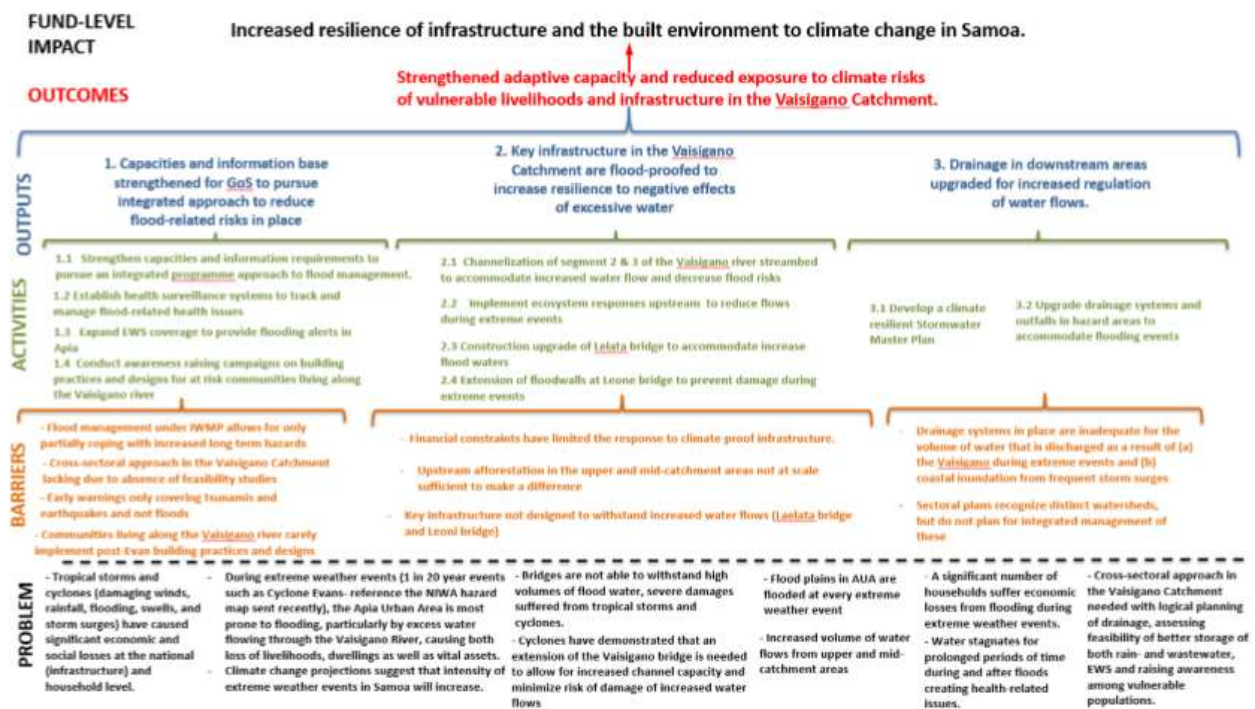 FUND-LEVEL
IMPACT
Increased resilience of infrastructure and the built environment to climate change in Samoa.
OUTCOMES
Strengthened adaptive capacity and reduced exposure to climate risks
of vulnerable livelihoods and infrastructure in the Vaisigano Catchment.
OUTPUTS
1. Capacities and information base
strengthened for GoS to pursue
integrated approach to reduce
flood-related risks in place
2. Key infrastructure in the Vaisigano
Catchment are flood-proofed to
increase resilience to negative effects
of excessive water
3. Drainage in downstream areas
upgraded for increased regulation
of water flows.
ACTIVITIES
1.1 Strengthen capacities and information requirements to
pursue an integrated programme approach to flood management.
1.2 Establish health surveillance systems to track and
manage flood-related health issues
1.3 Expand EWS coverage to provide flooding alerts in
Apia
1.4 Conduct awareness raising campaigns on building
practices and designs for at risk communities living along
the Vaisigano river
2.1 Channelization of segment 2 & 3 of the Vaisigano river streambed
to accommodate increased water flow and decrease flood risks
2.2 Implement ecosystem responses upstream to reduce flows
during extreme events
2.3 Construction upgrade of Lelata bridge to accommodate increase
flood waters
2.4 Extension of floodwalls at Leone bridge to prevent damage during
extreme events
3.1 Develop a climate
resilient Stormwater
Master Plan
3.2 Upgrade drainage systems and
outfalls in hazard areas to
accommodate flooding events
BARRIERS
- Flood management under IWMP allows for only
partially coping with increased long term hazards
- Cross-sectoral approach in the Vaisigano Catchment
lacking due to absence of feasibility studies
- Early warnings only covering tsunamis and
earthquakes and not floods
- Communities living along the Vaisigano river rarely
implement post-Evan building practices and designs
- Financial constraints have limited the response to climate proof infrastructure.
- Upstream afforestation in the upper and mid-catchment areas not at scale
sufficient to make a difference
- Key infrastructure not designed to withstand increased water flows (Laelata bridge
and Leoni bridge)
- Drainage systems in place are inadequate for the
volume of water that is discharged as a result of (a)
the Vaisigano during extreme events and (b)
coastal inundation from frequent storm surges
- Sectoral plans recognize distinct watersheds,
but do not plan for integrated management of
these
PROBLEM
- Tropical storms and
cyclones (damaging winds,
rainfall, flooding, swells, and
storm surges) have caused
significant economic and
social losses at the national
(infrastructure) and
household level.
- During extreme weather events (1 in 20 year events
such as Cyclone Evans- reference the NIWA hazard
map sent recently), the Apia Urban Area is most
prone to flooding, particularly by excess water
flowing through the Vaisigano River, causing both
loss of livelihoods, dwellings as well as vital assets.
- Climate change projections suggest that intensity of
extreme weather events in Samoa will increase.
- Bridges are not able to withstand high
volumes of flood water, severe damages
suffered from tropical storms and
cyclones.
- Cyclones have demonstrated that an
extension of the Vaisigano bridge is needed
to allow for increased channel capacity and
minimize risk of damage of increased water
flows
- Flood plains in AUA are
flooded at every extreme
weather event
- Increased volume of water
flows from upper and mid-
catchment areas
- A significant number of
households suffer economic
losses from flooding during
extreme weather events.
- Water stagnates for
prolonged periods of time
during and after floods
creating health-related
issues.
- Cross-sectoral approach in
the Vaisigano Catchment
needed with logical planning
of drainage, assessing
feasibility of better storage of
both rain- and wastewater,
EWS and raising awareness
among vulnerable
populations.